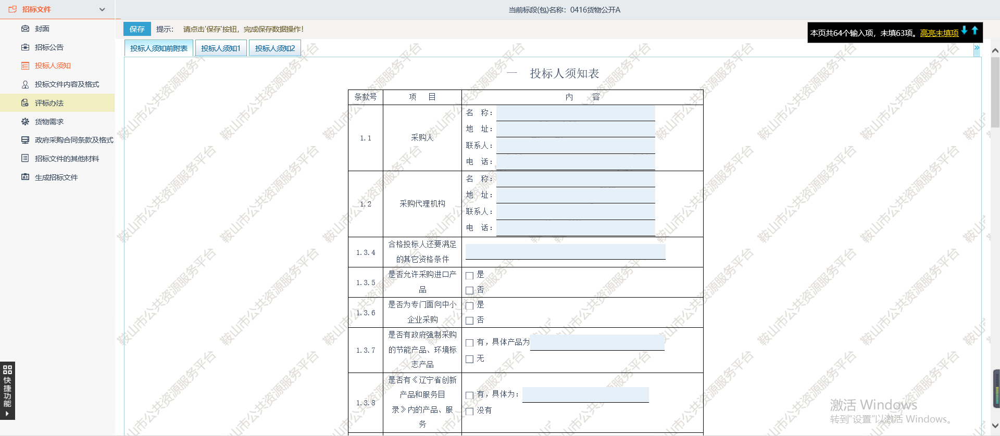 招标文件
当前标段(包)名称：0416货物公开A
封面
招标公告
投标人须知
投标文件内容及格式
评标办法
货物需求
政府采购合同条款及格式
招标文件的其他材料
生成招标文件
快捷功能
保存 提示： 请点击'保存'按钮，完成保存数据操作!
本页共64个输入项，未填63项。高亮未填项
投标人须知前附表 投标人须知1 投标人须知2
一 投标人须知表
条款号 项 目 内 容
1.1 采购人
名 称：
地 址：
联系人：
电 话：
1.2 采购代理机构
名 称：
地 址：
联系人：
电 话：
1.3.4 合格投标人还要满足
的其它资格条件
1.3.5 是否允许采购进口产
品
是
否
1.3.6 是否为专门面向中小
企业采购
是
否
1.3.7 是否有政府强制采购
的节能产品、环境标
志产品
有，具体产品为
无
1.3.8 是否有《辽宁省创新
产品和服务目
录》内的产品、服
务
有，具体为：
没有
鞍山市公共资源服务平台
激活 Windows
转到"设置"以激活 Windows。